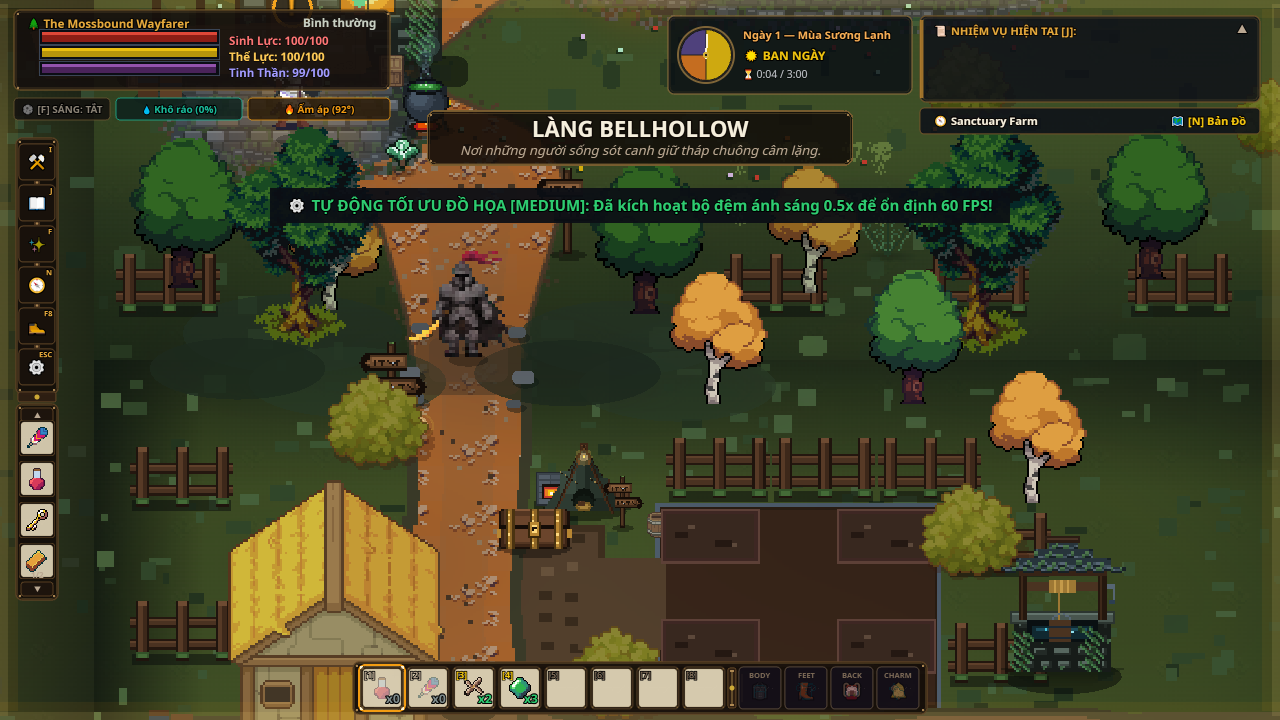 The Mossbound Wayfarer
Bình thường
Sinh Lực: 100/100
Thể Lực: 100/100
Tinh Thần: 99/100
[F] SÁNG: TẮT
Khô ráo (0%)
Ấm áp (92°)
Ngày 1 — Mùa Sương Lạnh
BAN NGÀY
0:04 / 3:00
NHIỆM VỤ HIỆN TẠI [J]:
Sanctuary Farm
[N] Bản Đồ
LÀNG BELLHOLLOW
Nơi những người sống sót canh giữ tháp chuông câm lặng.
TỰ ĐỘNG TỐI ƯU ĐỒ HỌA [MEDIUM]: Đã kích hoạt bộ đệm ánh sáng 0.5x để ổn định 60 FPS!
I
J
F
N
F8
ESC
[1] x0
[2] x0
[3] x2
[4] x3
[5]
[6]
[7]
[8]
BODY
FEET
BACK
CHARM